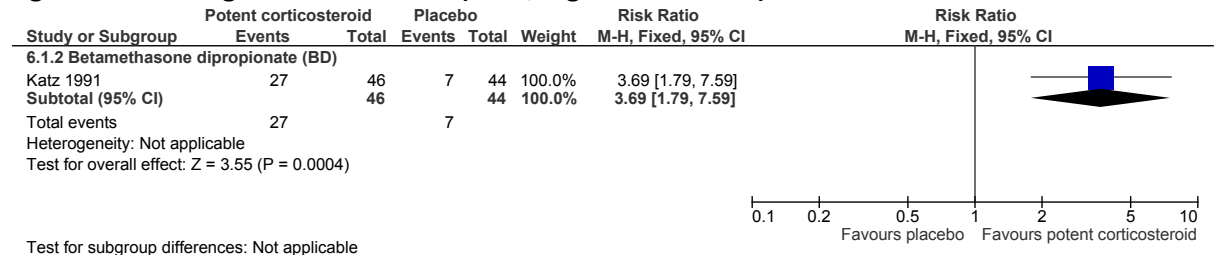 Potent corticosteroid Placebo Risk Ratio Risk Ratio
Study or Subgroup Events Total Events Total Weight M-H, Fixed, 95% CI M-H, Fixed, 95% CI
6.1.2 Betamethasone dipropionate (BD)
Katz 1991 27 46 7 44 100.0% 3.69 [1.79, 7.59]
Subtotal (95% CI) 46 44 100.0% 3.69 [1.79, 7.59]
Total events 27 7
Heterogeneity: Not applicable
Test for overall effect: Z = 3.55 (P = 0.0004)
0.1 0.2 0.5 1 2 5 10
Favours placebo Favours potent corticosteroid
Test for subgroup differences: Not applicable